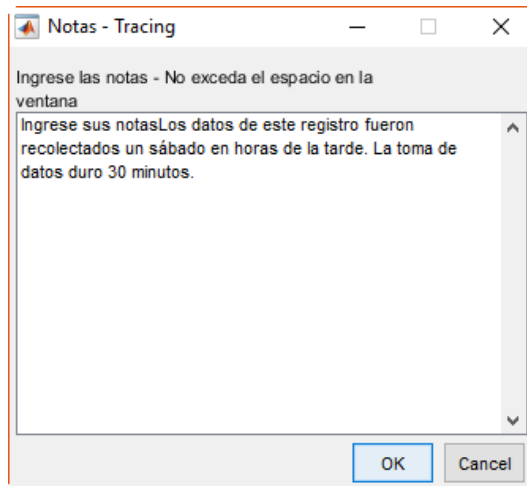 Notas - Tracing
Ingrese las notas - No exceda el espacio en la
ventana
Ingrese sus notasLos datos de este registro fueron
recolectados un sábado en horas de la tarde. La toma de
datos duro 30 minutos.
OK
Cancel